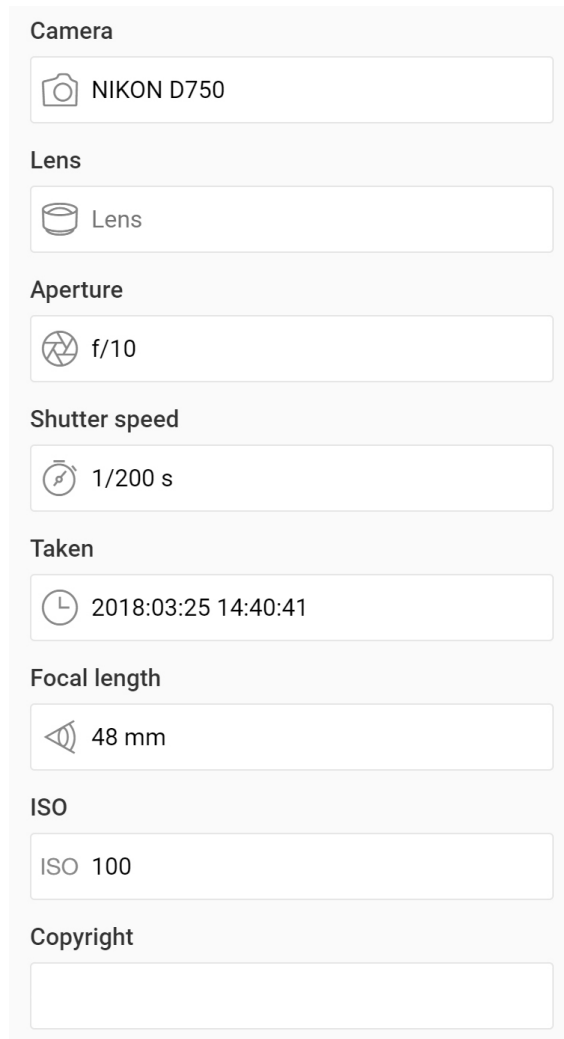 Camera
NIKON D750
Lens
Lens
Aperture
f/10
Shutter speed
1/200 s
Taken
2018:03:25 14:40:41
Focal length
48 mm
ISO
ISO 100
Copyright